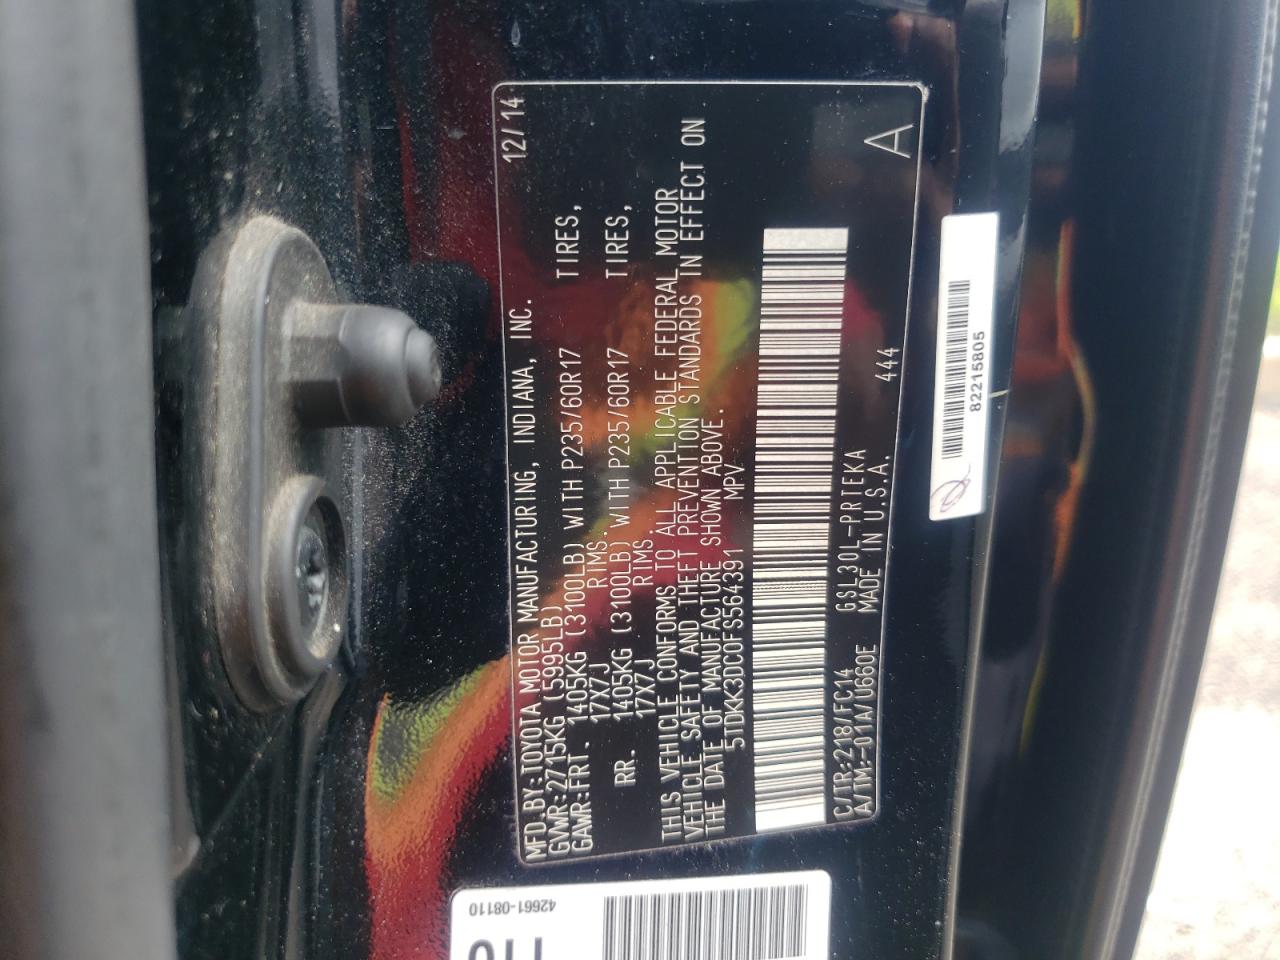 MFD.BY:TOYOTA MOTOR MANUFACTURING, INDIANA, INC. 12/14
GVWR:2715KG (5995LB)
GAWR:FRT. 1405KG (3100LB) WITH P235/60R17 TIRES,
17X7J RIMS.
RR. 1405KG (3100LB) WITH P235/60R17 TIRES,
17X7J RIMS.
THIS VEHICLE CONFORMS TO ALL APPLICABLE FEDERAL MOTOR
VEHICLE SAFETY AND THEFT PREVENTION STANDARDS IN EFFECT ON
THE DATE OF MANUFACTURE SHOWN ABOVE.
5TDKK3DC0FS564391 MPV
C/TR:218/FC14 GSL30L-PRTEKA
A/TM:-01A/U660E MADE IN U.S.A. 444 A
82215805
42661-08110